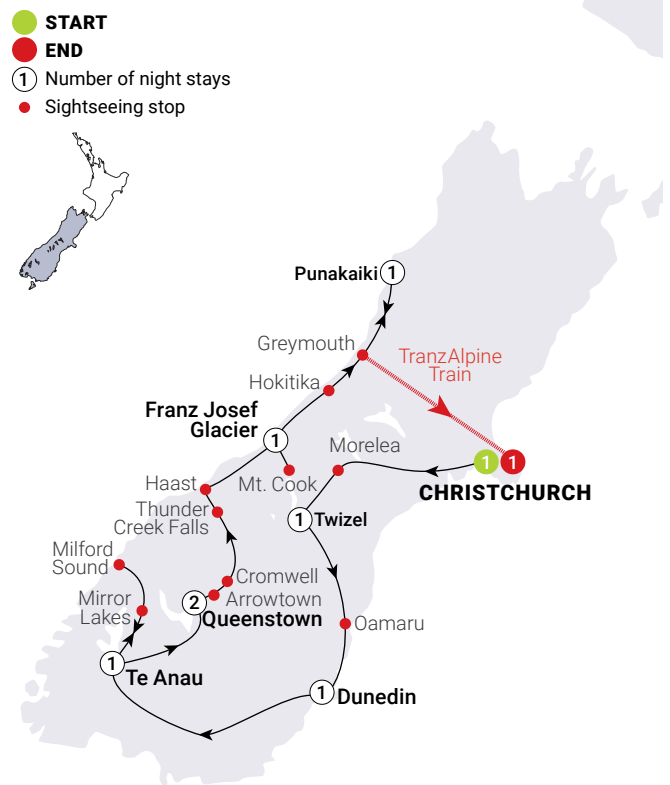 START
END
1 Number of night stays
Sightseeing stop
Punakaiki 1
Greymouth
TranzAlpine
Train
Hokitika
Franz Josef
Glacier
1
Morelea
1 1
Haast
Mt. Cook
CHRISTCHURCH
Thunder
Creek Falls
1 Twizel
Milford
Sound
Cromwell
Mirror
Lakes
2
Arrowtown
Queenstown
Oamaru
1
Te Anau
1
Dunedin